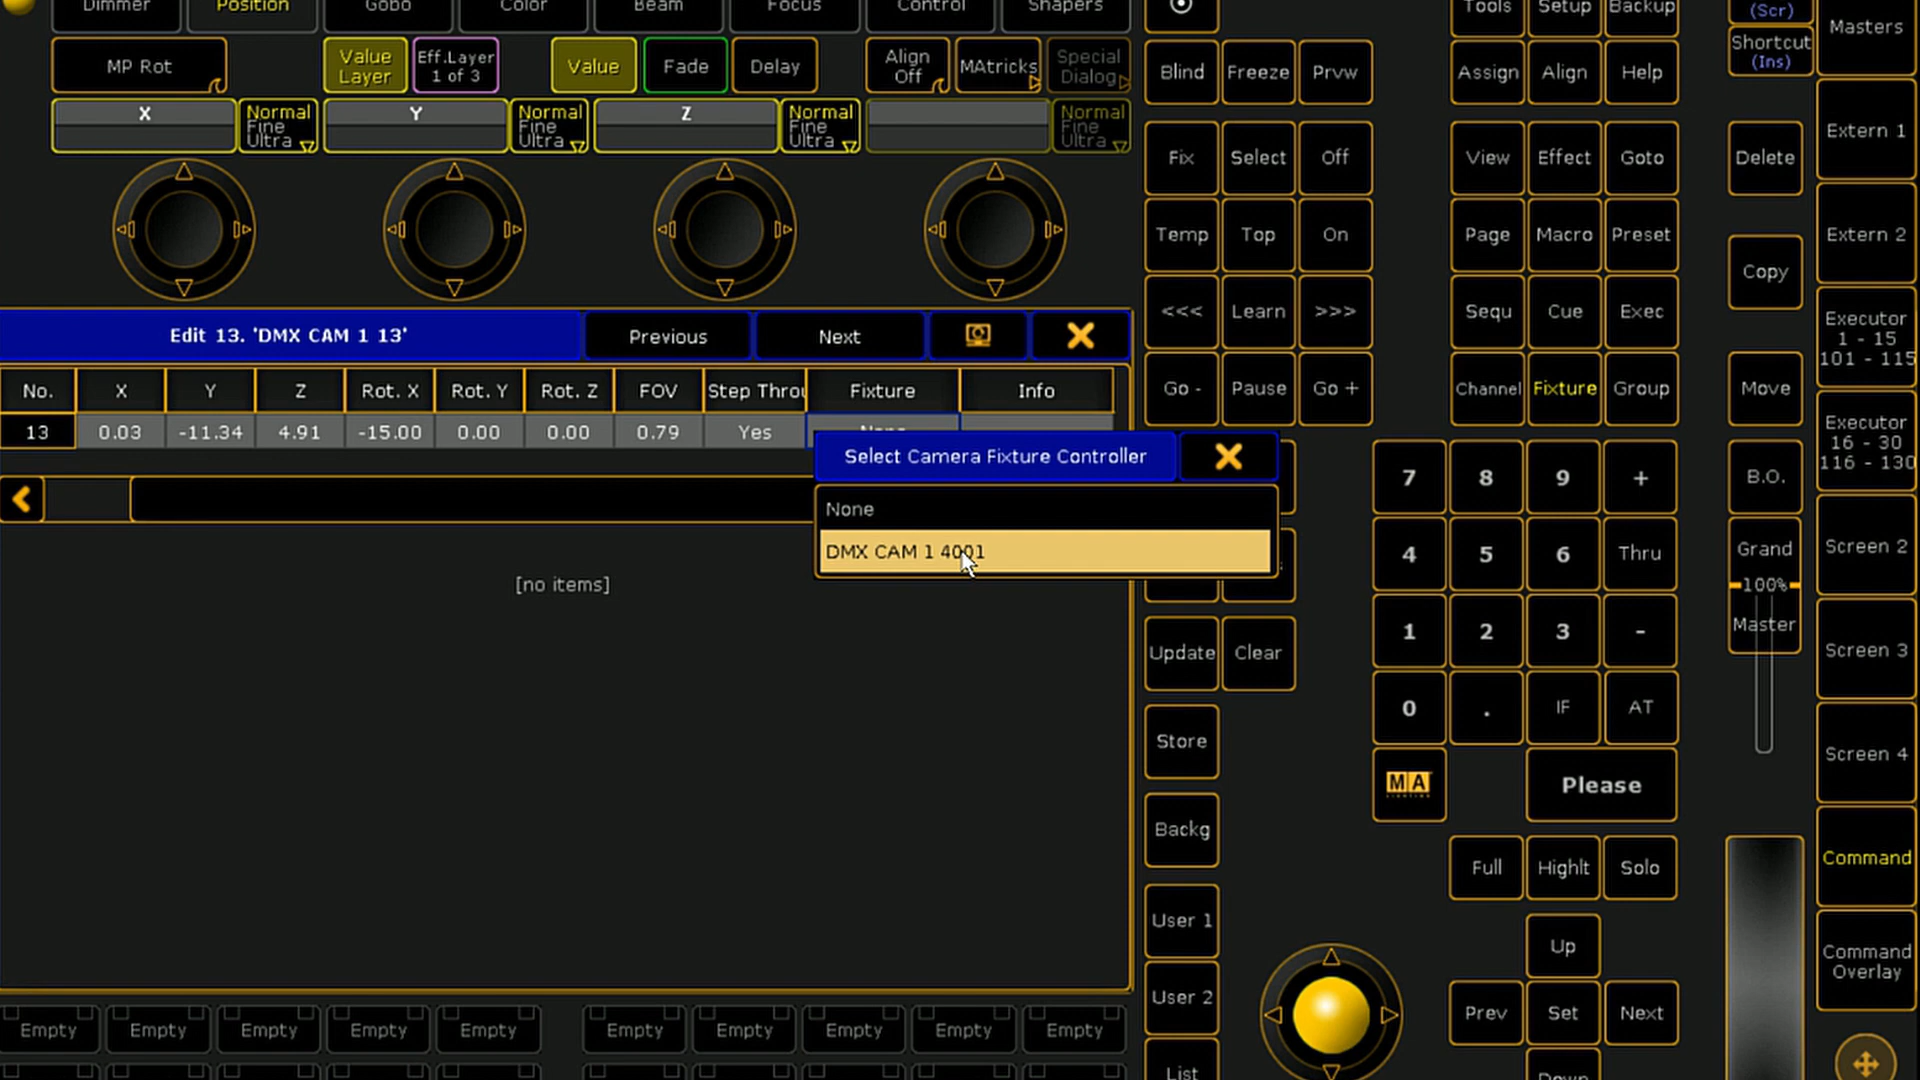 Dimmer Position Gobo Color Beam Focus Control Shapers
MP Rot
Value
Layer
Eff.Layer
1 of 3
Value Fade Delay
Align
Off
MAtricks
Special
Dialog
X
Normal
Fine
Ultra
Y
Normal
Fine
Ultra
Z
Normal
Fine
Ultra
Normal
Fine
Ultra
Edit 13. 'DMX CAM 1 13' Previous Next
No. X Y Z Rot. X Rot. Y Rot. Z FOV Step Throu Fixture Info
13 0.03 -11.34 4.91 -15.00 0.00 0.00 0.79 Yes None
Select Camera Fixture Controller
None
DMX CAM 1 4001
[no items]
Empty Empty Empty Empty Empty Empty Empty Empty Empty Empty
Blind Freeze Prvw
Fix Select Off
Temp Top On
<<< Learn >>>
Go - Pause Go +
Update Clear
Store
Backg
User 1
User 2
List
Tools Setup Backup
Assign Align Help
View Effect Goto
Page Macro Preset
Sequ Cue Exec
Channel Fixture Group
7 8 9 +
4 5 6 Thru
1 2 3 -
0 . IF AT
MA
Please
Full Highlt Solo
Up
Prev Set Next
Down
(Scr)
Shortcut
(Ins)
Delete
Copy
Move
B.O.
Grand
100%
Master
Masters
Extern 1
Extern 2
Executor
1 - 15
101 - 115
Executor
16 - 30
116 - 130
Screen 2
Screen 3
Screen 4
Command
Command
Overlay